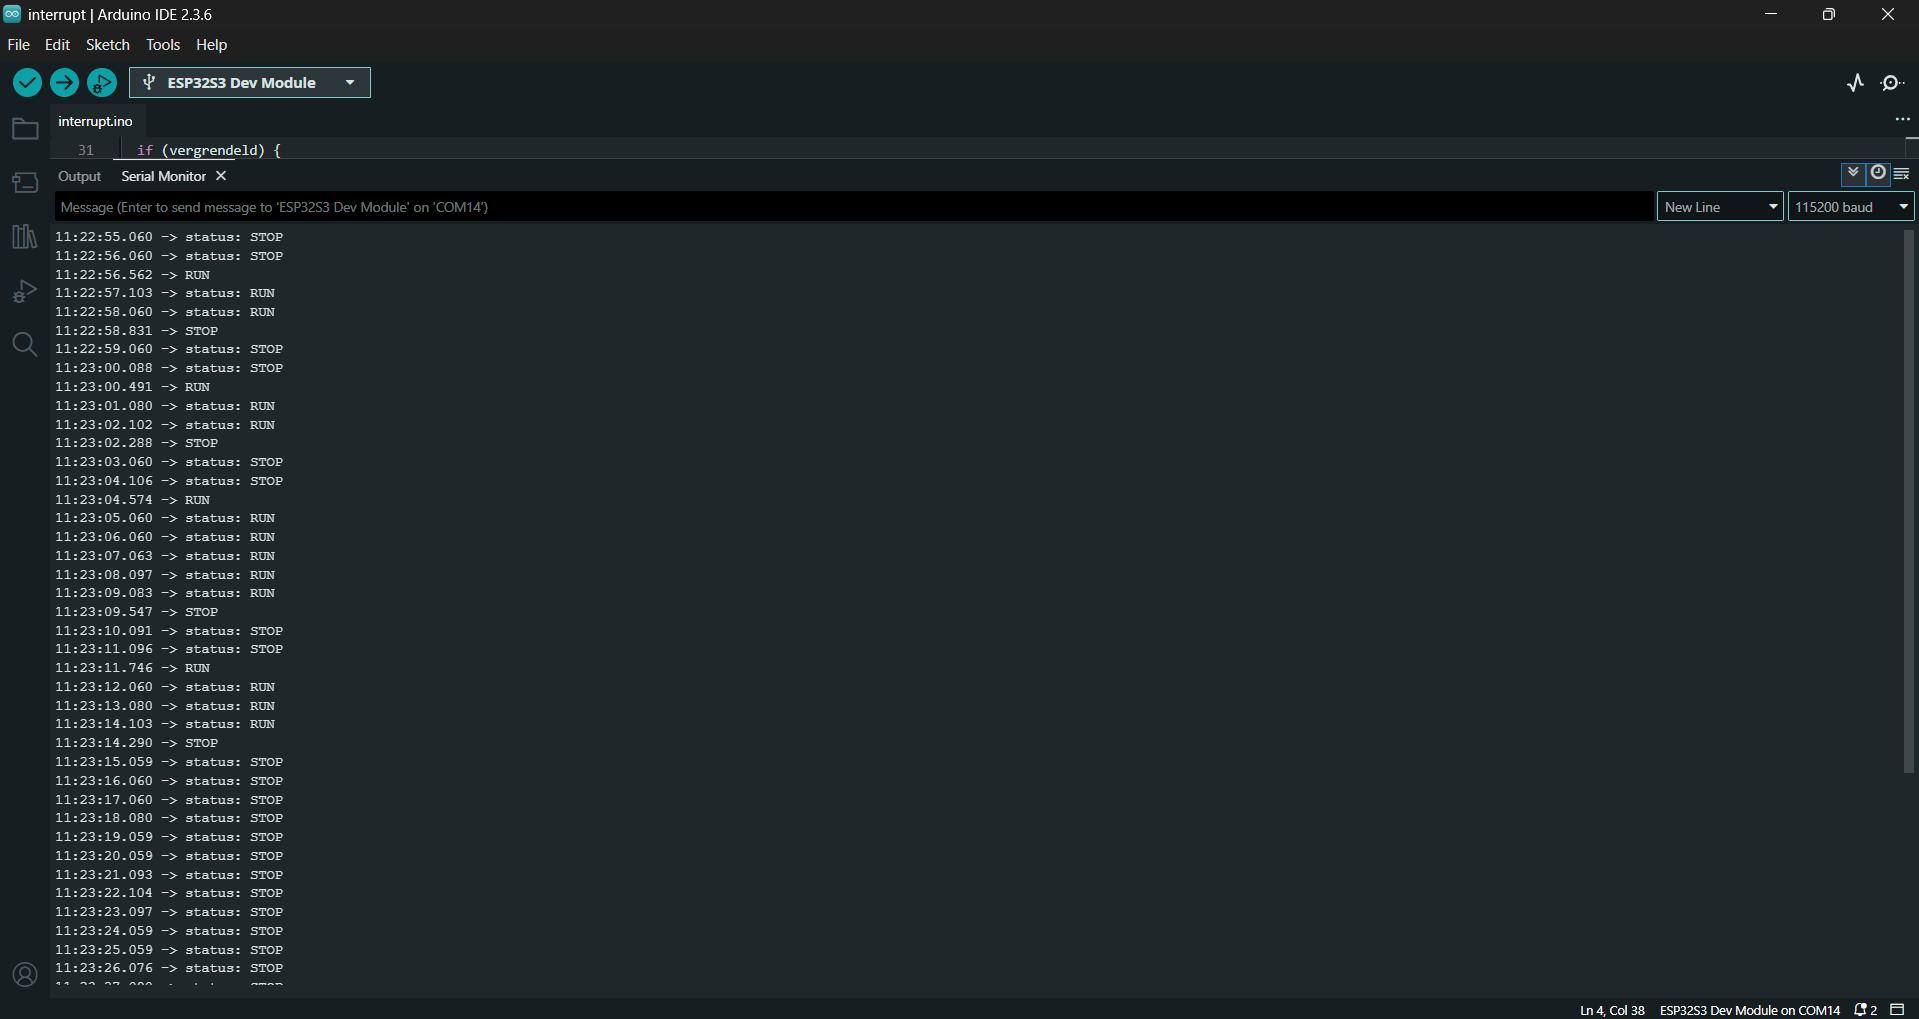 interrupt | Arduino IDE 2.3.6
File Edit Sketch Tools Help
ESP32S3 Dev Module
interrupt.ino
31 if (vergrendeld) {
Output Serial Monitor
Message (Enter to send message to 'ESP32S3 Dev Module' on 'COM14') New Line 115200 baud
11:22:55.060 -> status: STOP
11:22:56.060 -> status: STOP
11:22:56.562 -> RUN
11:22:57.103 -> status: RUN
11:22:58.060 -> status: RUN
11:22:58.831 -> STOP
11:22:59.060 -> status: STOP
11:23:00.088 -> status: STOP
11:23:00.491 -> RUN
11:23:01.080 -> status: RUN
11:23:02.102 -> status: RUN
11:23:02.288 -> STOP
11:23:03.060 -> status: STOP
11:23:04.106 -> status: STOP
11:23:04.574 -> RUN
11:23:05.060 -> status: RUN
11:23:06.060 -> status: RUN
11:23:07.063 -> status: RUN
11:23:08.097 -> status: RUN
11:23:09.083 -> status: RUN
11:23:09.547 -> STOP
11:23:10.091 -> status: STOP
11:23:11.096 -> status: STOP
11:23:11.746 -> RUN
11:23:12.060 -> status: RUN
11:23:13.080 -> status: RUN
11:23:14.103 -> status: RUN
11:23:14.290 -> STOP
11:23:15.059 -> status: STOP
11:23:16.060 -> status: STOP
11:23:17.060 -> status: STOP
11:23:18.080 -> status: STOP
11:23:19.059 -> status: STOP
11:23:20.059 -> status: STOP
11:23:21.093 -> status: STOP
11:23:22.104 -> status: STOP
11:23:23.097 -> status: STOP
11:23:24.059 -> status: STOP
11:23:25.059 -> status: STOP
11:23:26.076 -> status: STOP
Ln 4, Col 38 ESP32S3 Dev Module on COM14 2